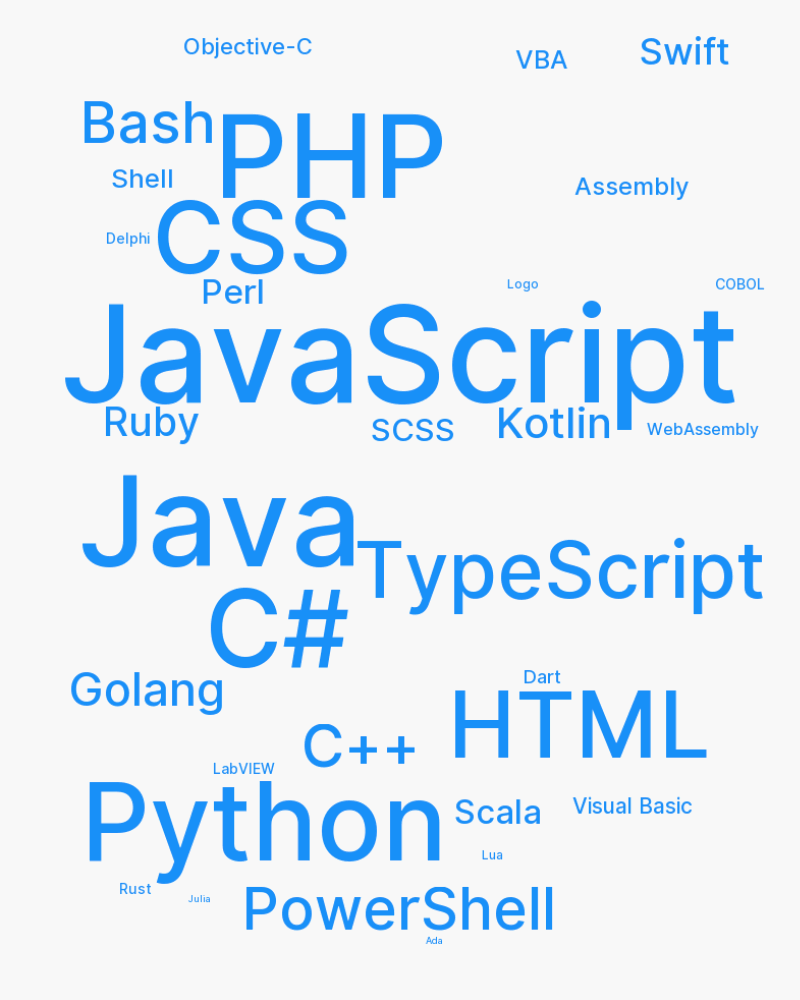 Objective-C
VBA
Swift
Bash
PHP
Shell
Assembly
CSS
Delphi
Perl
Logo
COBOL
JavaScript
Ruby
SCSS
Kotlin
WebAssembly
Java
TypeScript
C#
Golang
Dart
HTML
C++
LabVIEW
Python
Scala
Visual Basic
Lua
Rust
Julia
PowerShell
Ada